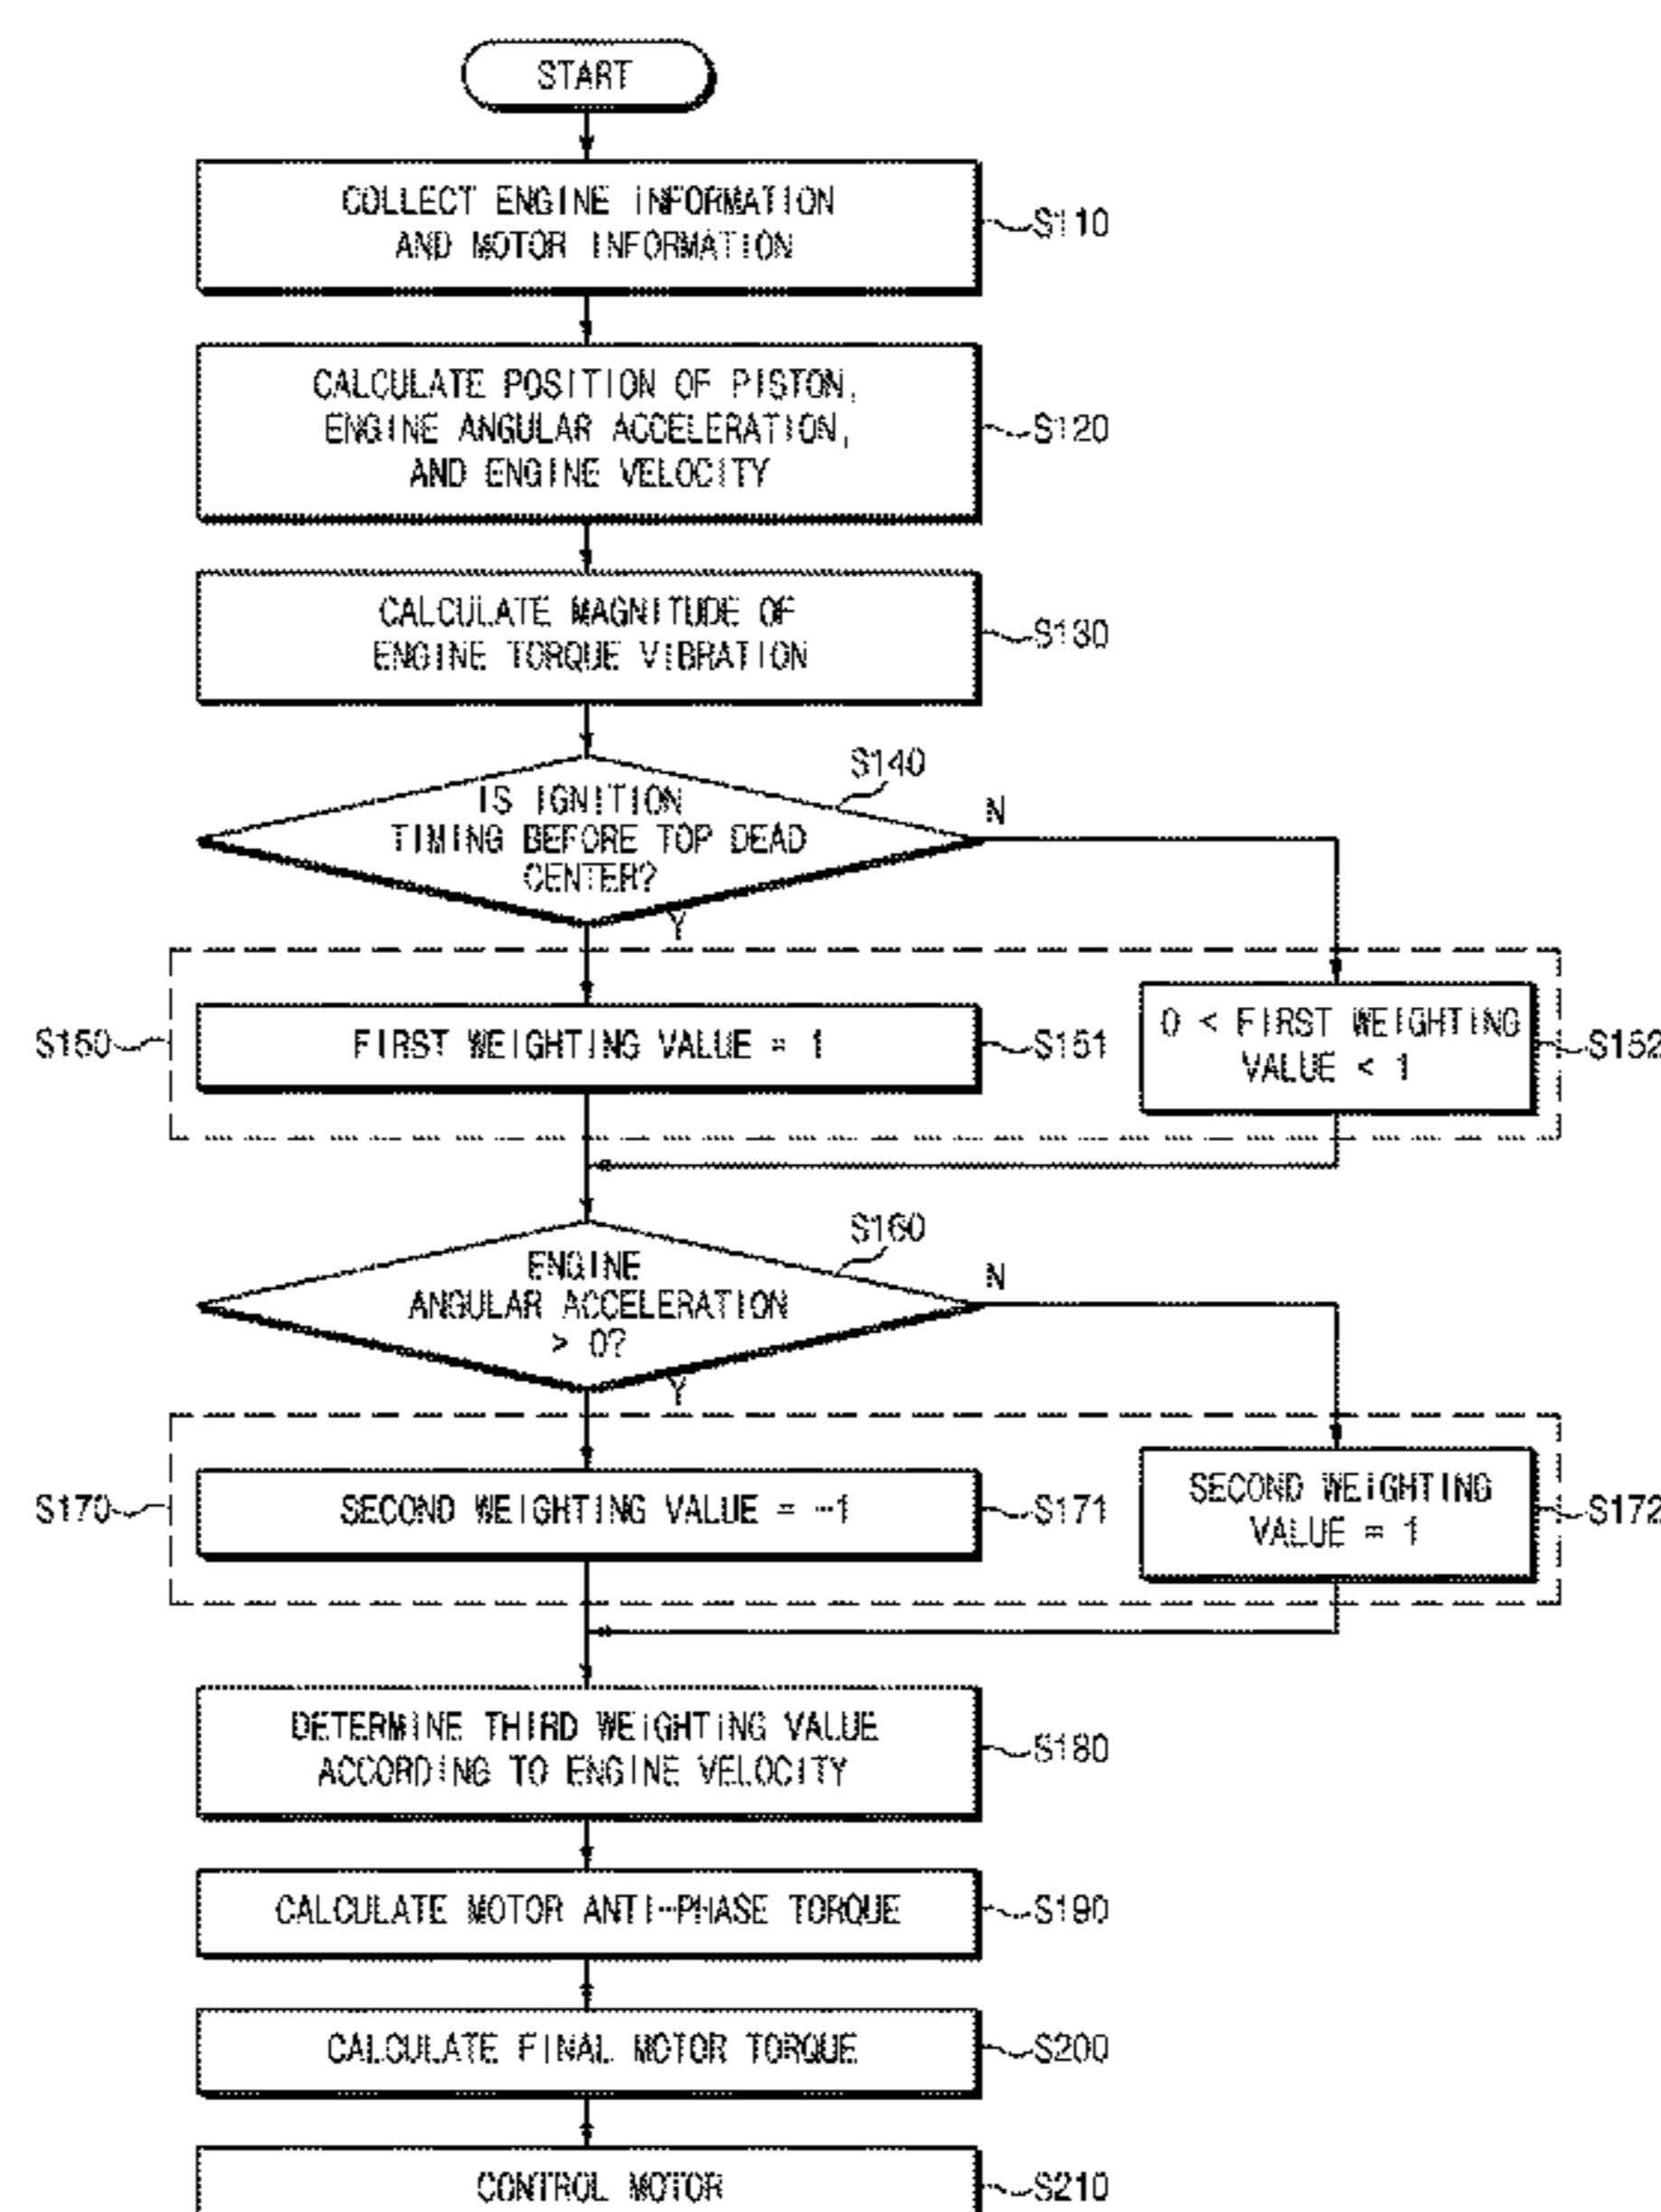 START
COLLECT ENGINE INFORMATION
AND MOTOR INFORMATION
S110
CALCULATE POSITION OF PISTON,
ENGINE ANGULAR ACCELERATION,
AND ENGINE VELOCITY
S120
CALCULATE MAGNITUDE OF
ENGINE TORQUE VIBRATION
S130
S140
IS IGNITION
TIMING BEFORE TOP DEAD
CENTER?
N
Y
S150
FIRST WEIGHTING VALUE = 1
S151
0 < FIRST WEIGHTING
VALUE < 1
S152
S160
ENGINE
ANGULAR ACCELERATION
> 0?
N
Y
S170
SECOND WEIGHTING VALUE = -1
S171
SECOND WEIGHTING
VALUE = 1
S172
DETERMINE THIRD WEIGHTING VALUE
ACCORDING TO ENGINE VELOCITY
S180
CALCULATE MOTOR ANTI-PHASE TORQUE
S190
CALCULATE FINAL MOTOR TORQUE
S200
CONTROL MOTOR
S210